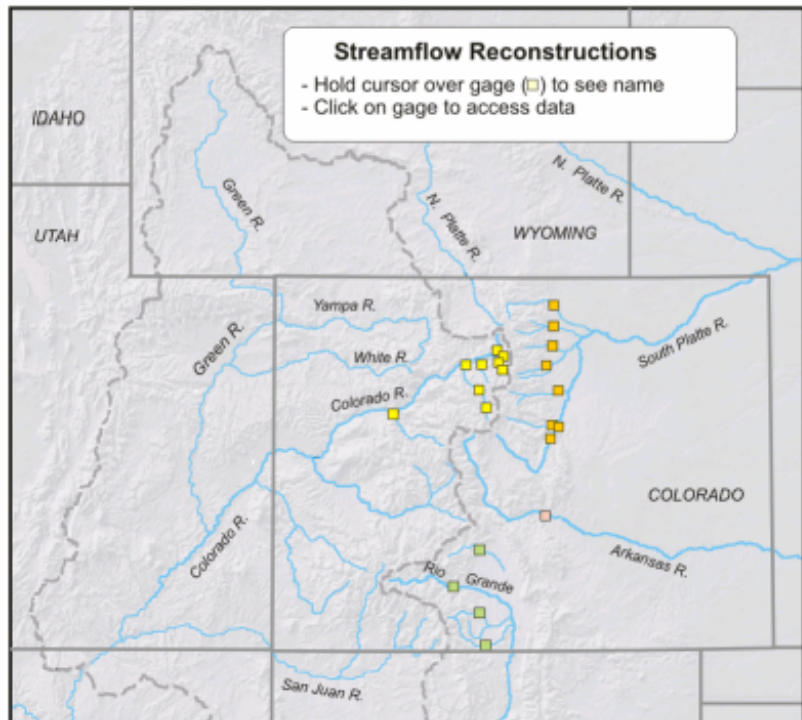 Streamflow Reconstructions
- Hold cursor over gage (□) to see name
- Click on gage to access data
IDAHO
UTAH
Green R.
N. Platte R.
N. Platte R.
WYOMING
Yampa R.
Green R.
White R.
South Platte R.
Colorado R.
COLORADO
Colorado R.
Arkansas R.
Rio Grande
San Juan R.